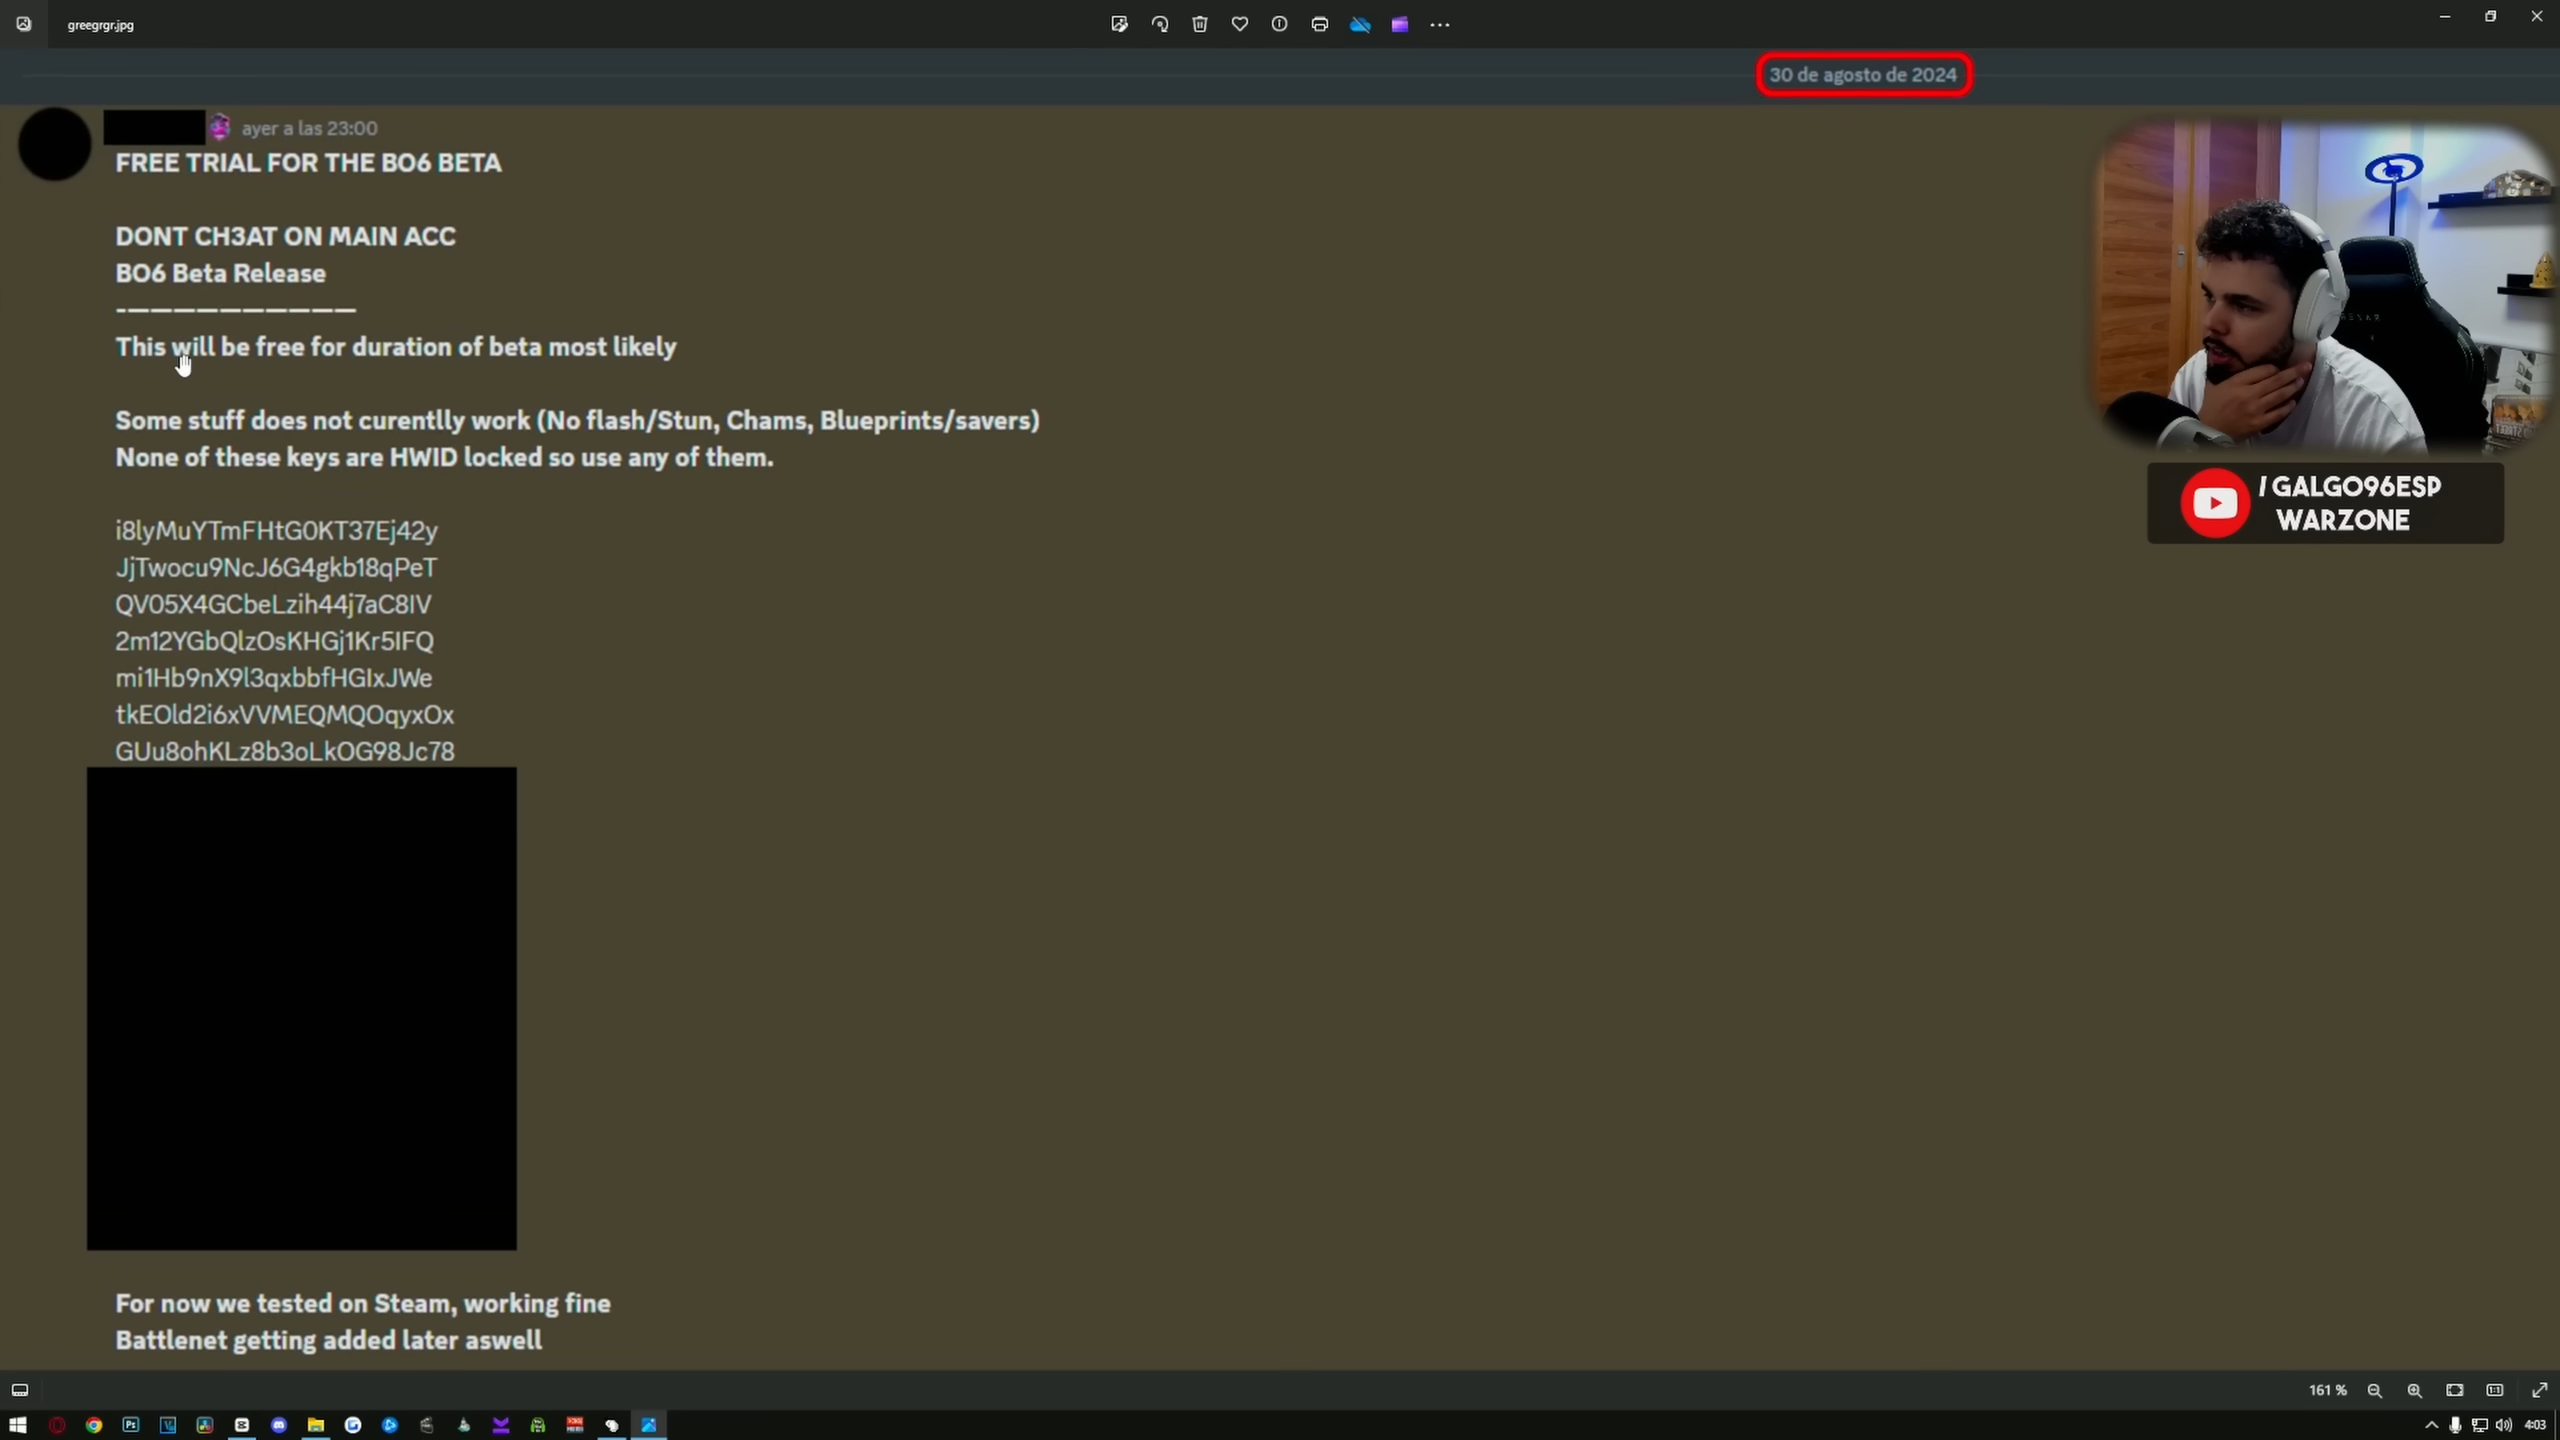 greegrgr.jpg
30 de agosto de 2024
ayer a las 23:00
FREE TRIAL FOR THE BO6 BETA
DONT CH3AT ON MAIN ACC
BO6 Beta Release
-——————————
This will be free for duration of beta most likely
Some stuff does not curentlly work (No flash/Stun, Chams, Blueprints/savers)
None of these keys are HWID locked so use any of them.
i8lyMuYTmFHtG0KT37Ej42y
JjTwocu9NcJ6G4gkb18qPeT
QV05X4GCbeLzih44j7aC8IV
2m12YGbQlzOsKHGj1Kr5IFQ
mi1Hb9nX9l3qxbbfHGIxJWe
tkEOld2i6xVVMEQMQOqyxOx
GUu8ohKLz8b3oLkOG98Jc78
For now we tested on Steam, working fine
Battlenet getting added later aswell
/GALGO96ESP
WARZONE
161 %
4:03